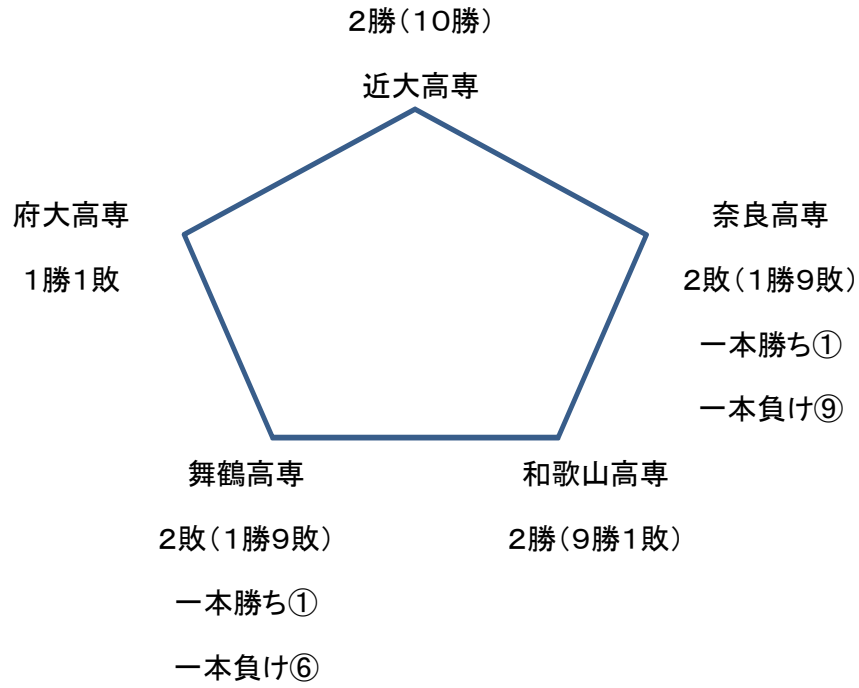 2勝(10勝)
近大高専
府大高専
1勝1敗
奈良高専
2敗(1勝9敗)
一本勝ち①
一本負け⑨
舞鶴高専
2敗(1勝9敗)
一本勝ち①
一本負け⑥
和歌山高専
2勝(9勝1敗)